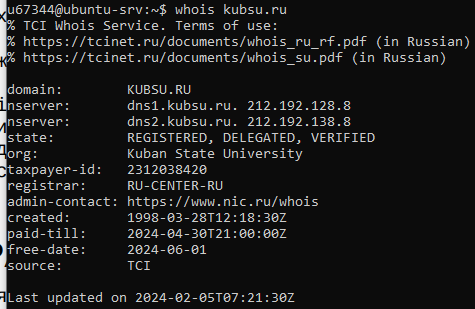 u67344@ubuntu-srv:~$ whois kubsu.ru
% TCI Whois Service. Terms of use:
% https://tcinet.ru/documents/whois_ru_rf.pdf (in Russian)
% https://tcinet.ru/documents/whois_su.pdf (in Russian)

domain:        KUBSU.RU
nserver:       dns1.kubsu.ru. 212.192.128.8
nserver:       dns2.kubsu.ru. 212.192.138.8
state:         REGISTERED, DELEGATED, VERIFIED
org:           Kuban State University
taxpayer-id:   2312038420
registrar:     RU-CENTER-RU
admin-contact: https://www.nic.ru/whois
created:       1998-03-28T12:18:30Z
paid-till:     2024-04-30T21:00:00Z
free-date:     2024-06-01
source:        TCI

Last updated on 2024-02-05T07:21:30Z